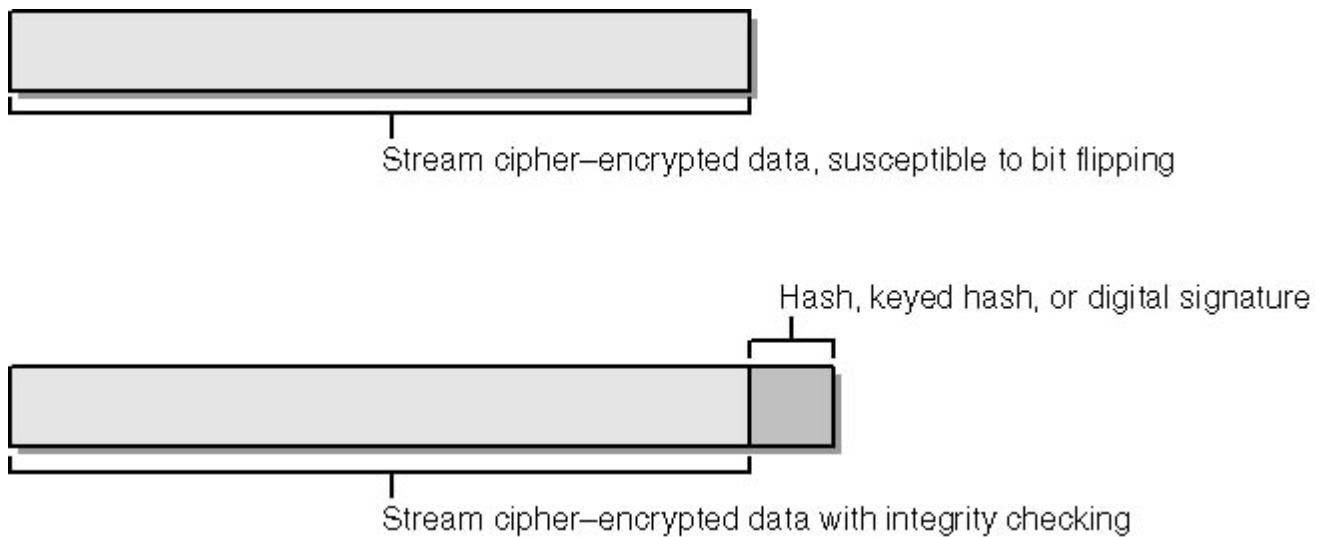 Stream cipher–encrypted data, susceptible to bit flipping
Hash, keyed hash, or digital signature
Stream cipher–encrypted data with integrity checking